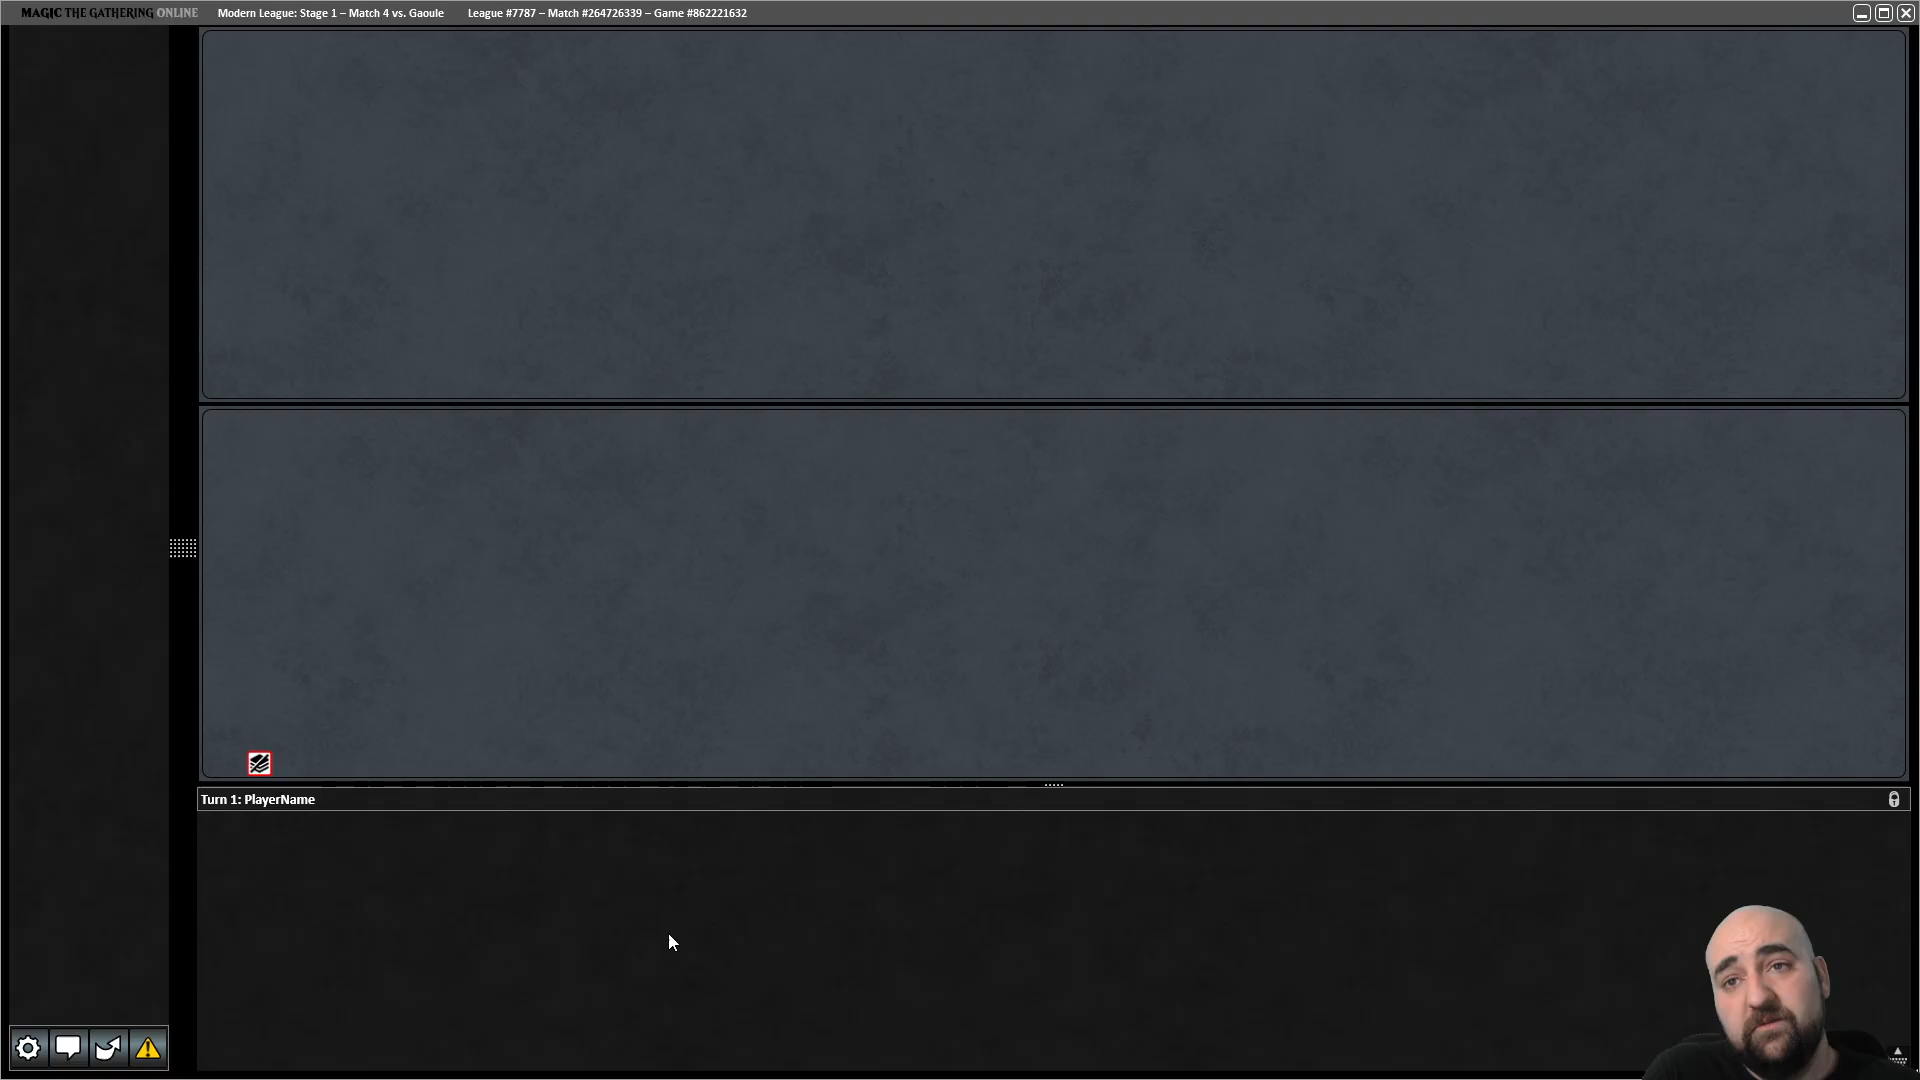 MAGIC THE GATHERING ONLINE Modern League: Stage 1 – Match 4 vs. Gaoule League #7787 – Match #264726339 – Game #862221632
Turn 1: PlayerName